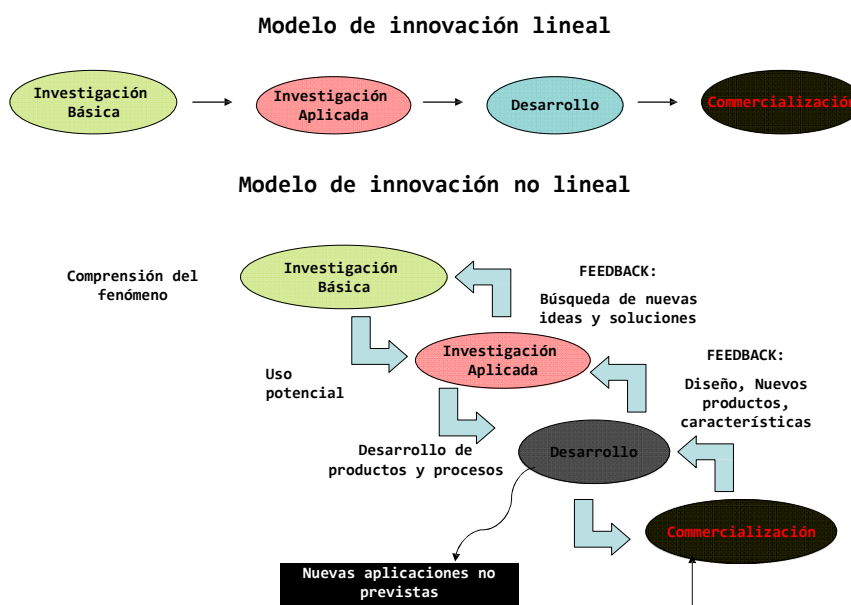 Modelo de innovación lineal
Investigación
Básica
Investigación
Aplicada
Desarrollo
Commercialización
Modelo de innovación no lineal
Comprensión del
fenómeno
Investigación
Básica
FEEDBACK:
Búsqueda de nuevas
ideas y soluciones
Uso
potencial
Investigación
Aplicada
FEEDBACK:
Diseño, Nuevos
productos,
características
Desarrollo de
productos y procesos
Desarrollo
Commercialización
Nuevas aplicaciones no
previstas